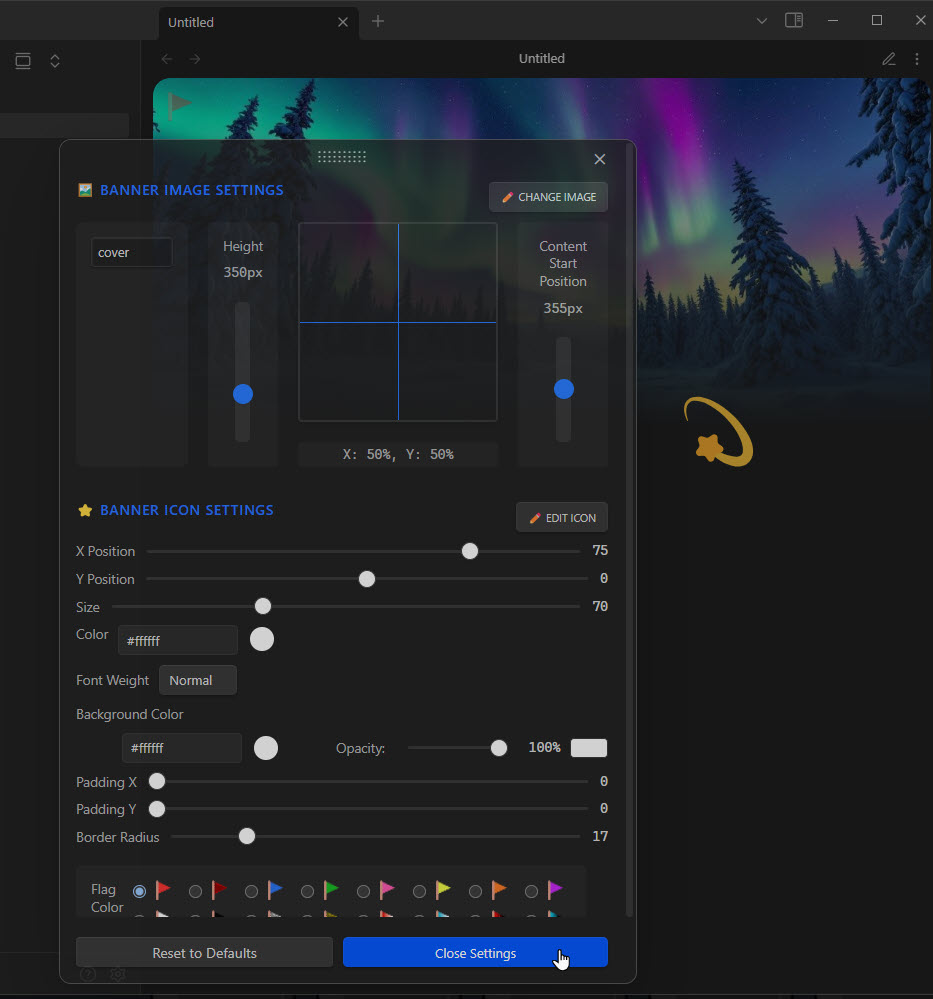 Untitled
Untitled
BANNER IMAGE SETTINGS
CHANGE IMAGE
cover
Height
350px
Content
Start
Position
355px
X: 50%, Y: 50%
BANNER ICON SETTINGS
EDIT ICON
X Position 75
Y Position 0
Size 70
Color #ffffff
Font Weight Normal
Background Color
#ffffff Opacity: 100%
Padding X 0
Padding Y 0
Border Radius 17
Flag
Color
Reset to Defaults Close Settings